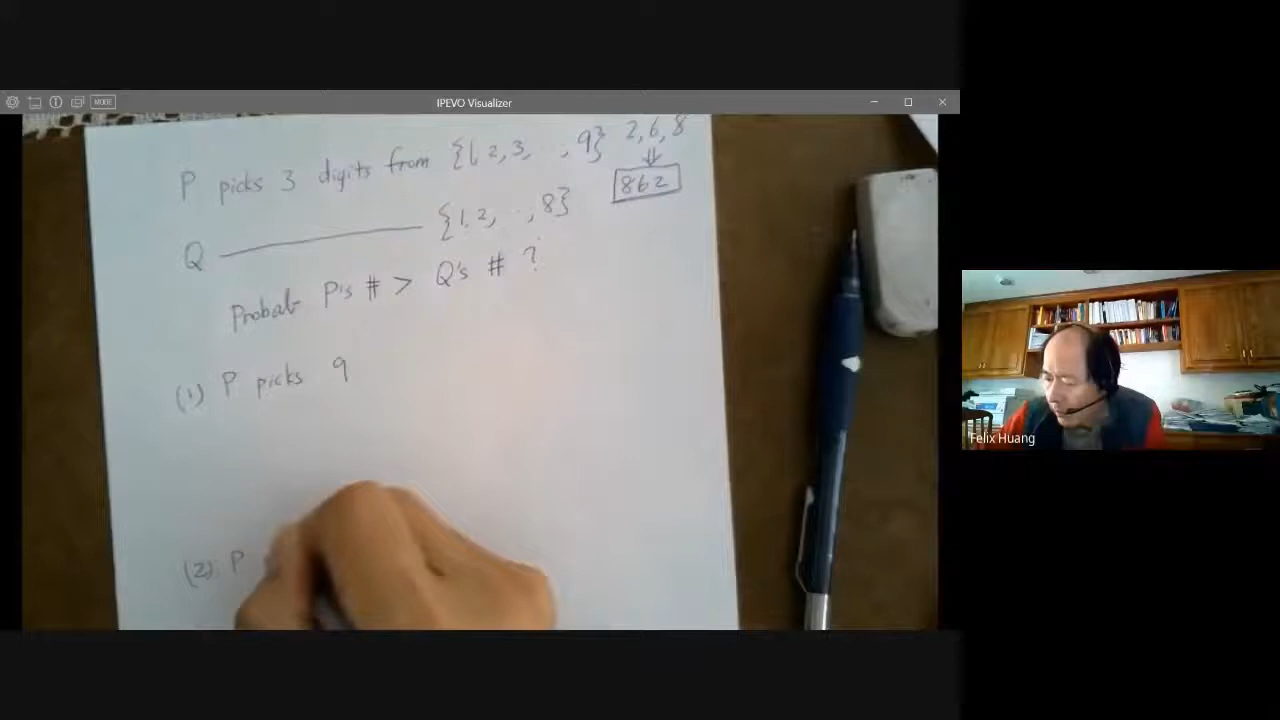 IPEVO Visualizer
MODE
P picks 3 digits from {1, 2, 3, . , 9} 2, 6, 8
⇓
862
Q ——— {1, 2, . . , 8}
Probab P's # > Q's # ?
(1) P picks 9
(2) P
Felix Huang